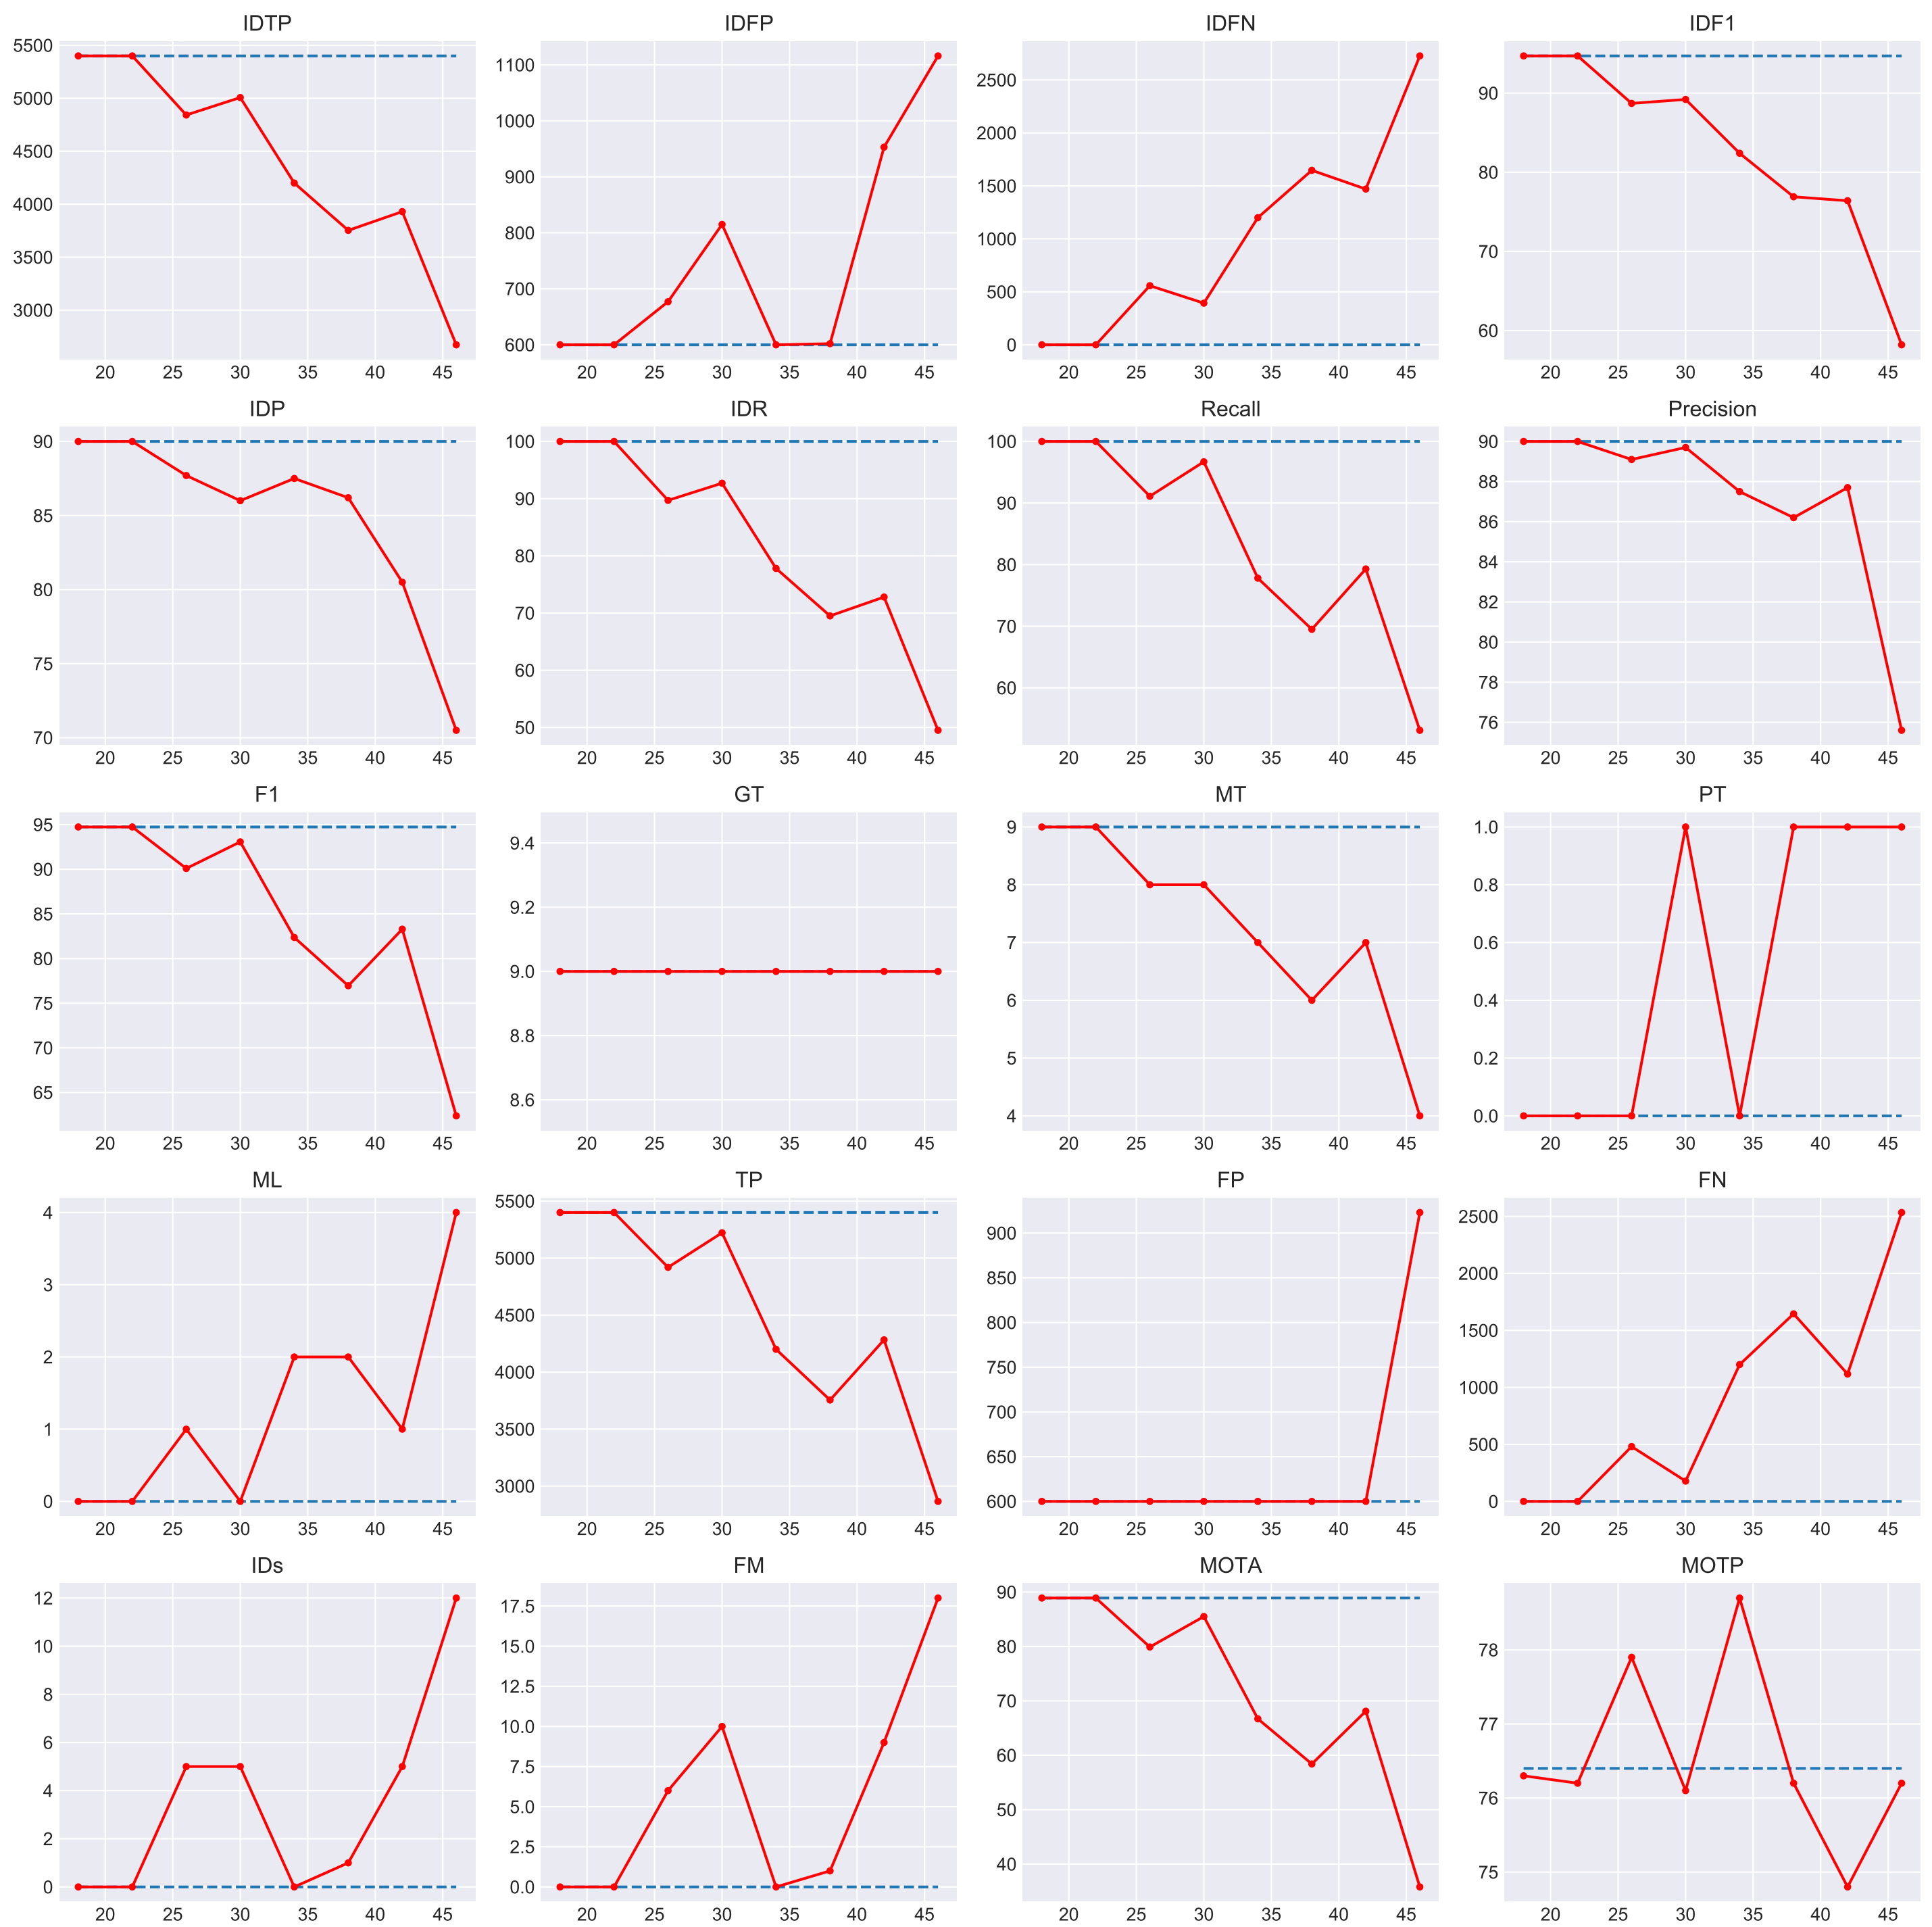 IDTP IDFP IDFN IDF1
5500 5000 4500 4000 3500 3000
1100 1000 900 800 700 600
2500 2000 1500 1000 500 0
90 80 70 60
20 25 30 35 40 45 20 25 30 35 40 45 20 25 30 35 40 45 20 25 30 35 40 45
IDP IDR Recall Precision
90 85 80 75 70
100 90 80 70 60 50
100 90 80 70 60
90 88 86 84 82 80 78 76
20 25 30 35 40 45 20 25 30 35 40 45 20 25 30 35 40 45 20 25 30 35 40 45
F1 GT MT PT
95 90 85 80 75 70 65
9.4 9.2 9.0 8.8 8.6
9 8 7 6 5 4
1.0 0.8 0.6 0.4 0.2 0.0
20 25 30 35 40 45 20 25 30 35 40 45 20 25 30 35 40 45 20 25 30 35 40 45
ML TP FP FN
4 3 2 1 0
5500 5000 4500 4000 3500 3000
900 850 800 750 700 650 600
2500 2000 1500 1000 500 0
20 25 30 35 40 45 20 25 30 35 40 45 20 25 30 35 40 45 20 25 30 35 40 45
IDs FM MOTA MOTP
12 10 8 6 4 2 0
17.5 15.0 12.5 10.0 7.5 5.0 2.5 0.0
90 80 70 60 50 40
78 77 76 75
20 25 30 35 40 45 20 25 30 35 40 45 20 25 30 35 40 45 20 25 30 35 40 45